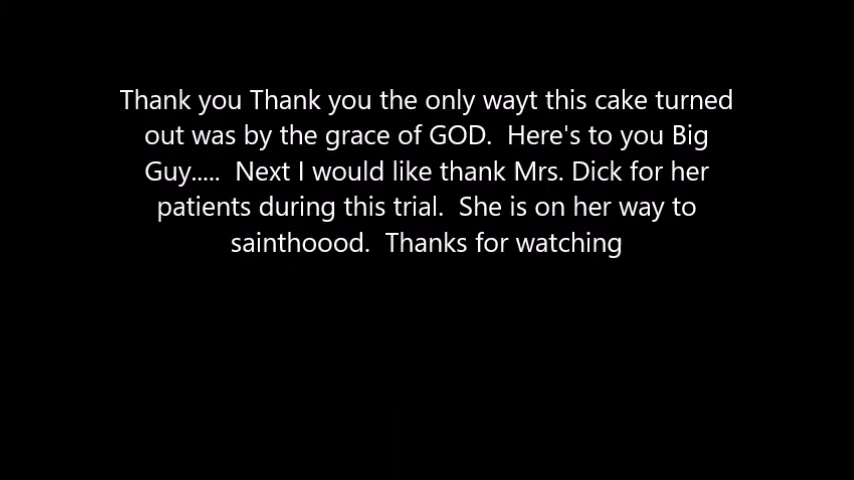 Thank you Thank you the only wayt this cake turned
out was by the grace of GOD.  Here's to you Big
Guy.....  Next I would like thank Mrs. Dick for her
patients during this trial.  She is on her way to
sainthoood.  Thanks for watching